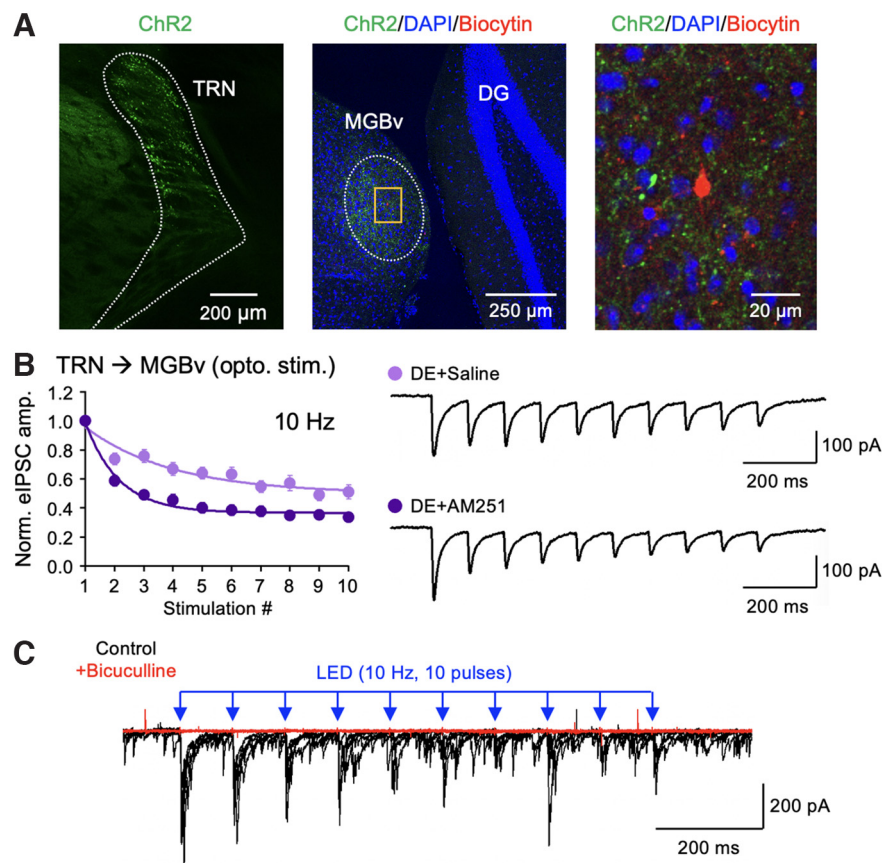 A
ChR2
ChR2/DAPI/Biocytin
ChR2/DAPI/Biocytin
TRN
MGBv
DG
200 µm
250 µm
20 µm
B
TRN → MGBv (opto. stim.)
10 Hz
Norm. eIPSC amp.
1.2
1.0
0.8
0.6
0.4
0.2
0.0
1 2 3 4 5 6 7 8 9 10
Stimulation #
DE+Saline
100 pA
200 ms
DE+AM251
100 pA
200 ms
C
Control
+Bicuculline
LED (10 Hz, 10 pulses)
200 pA
200 ms